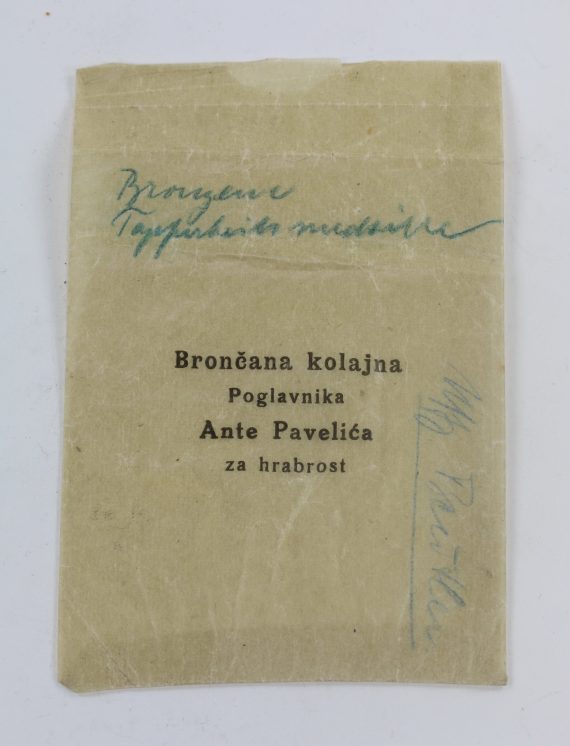 Bronzene
Tapferkeitsmedaille
Brončana kolajna
Poglavnika
Ante Pavelića
za hrabrost